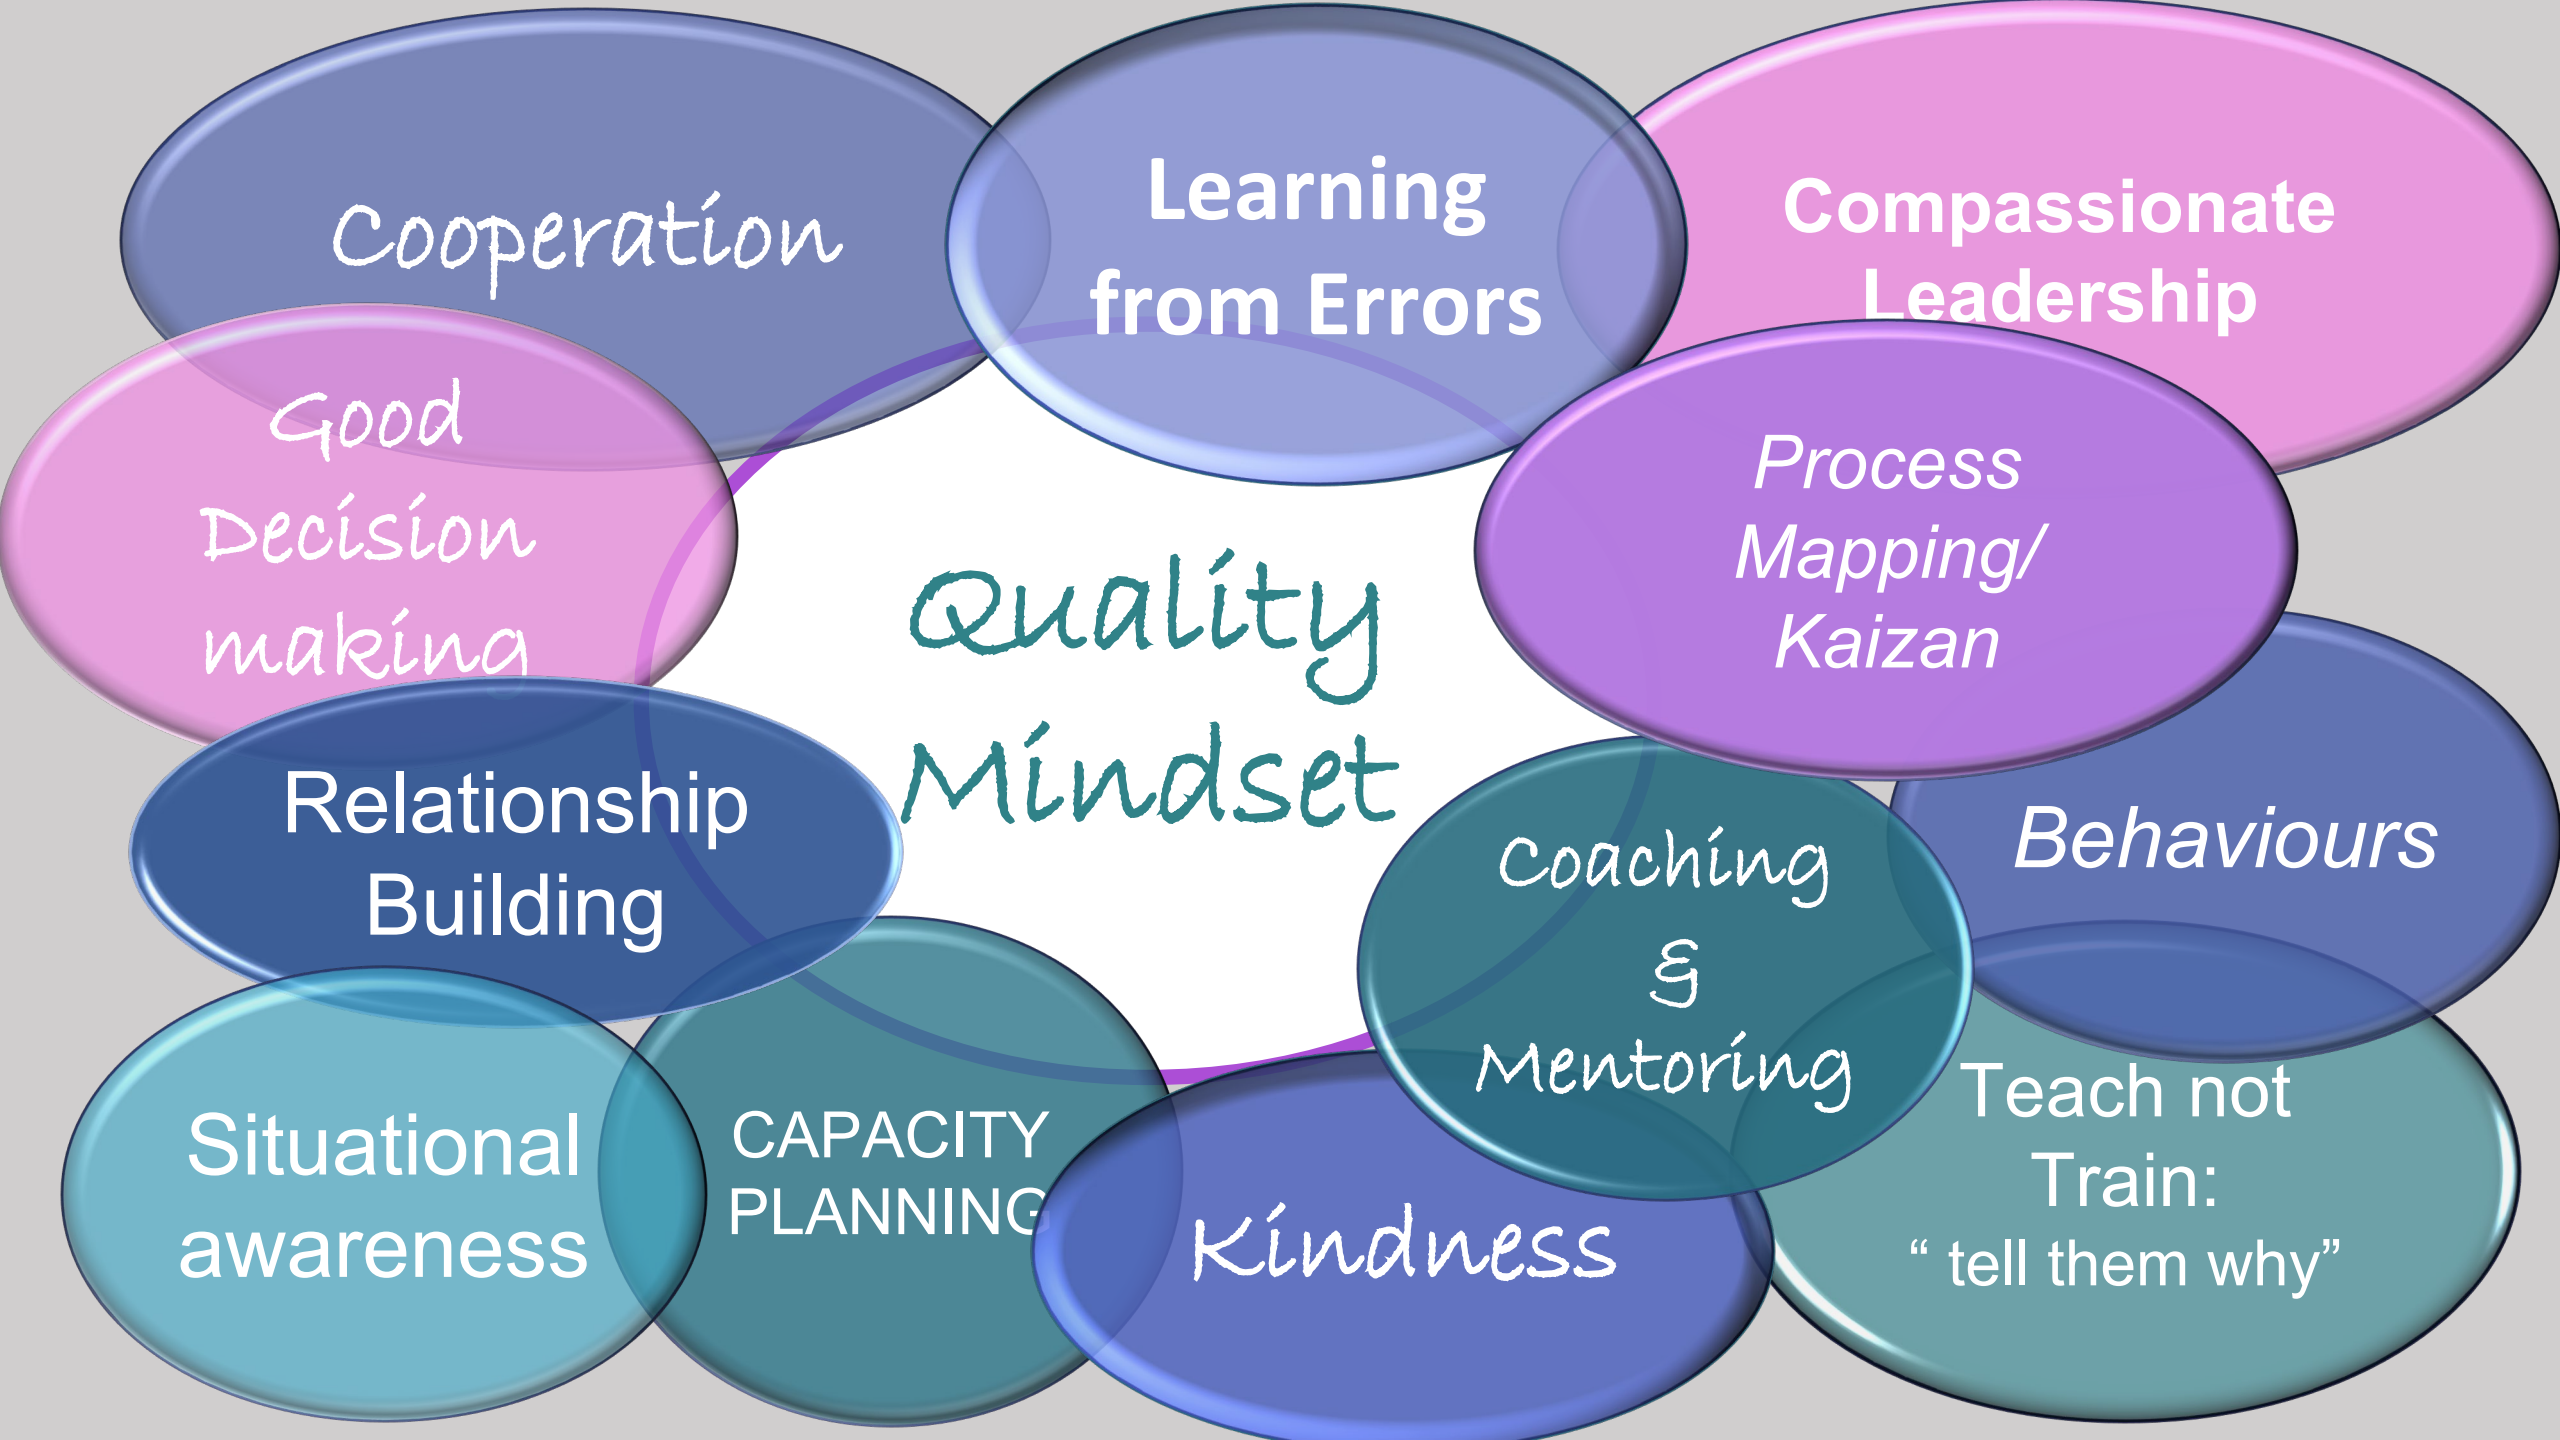 Cooperation
Learning
from Errors
Compassionate
Leadership
Good
Decision
making
Process
Mapping/
Kaizan
Quality
Mindset
Relationship
Building
Coaching
&
Mentoring
Behaviours
Situational
awareness
CAPACITY
PLANNING
Kindness
Teach not
Train:
“ tell them why”